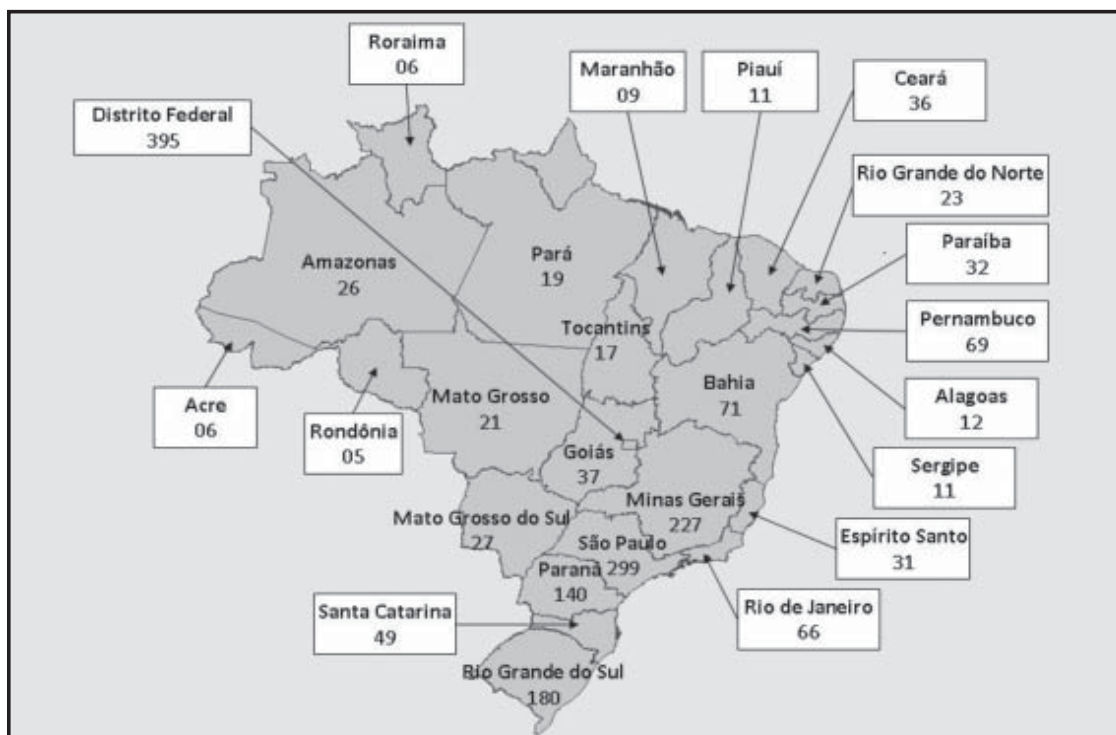 Roraima
06
Maranhão
09
Piauí
11
Ceará
36
Distrito Federal
395
Rio Grande do Norte
23
Paraíba
32
Amazonas
26
Pará
19
Pernambuco
69
Tocantins
17
Bahia
71
Alagoas
12
Acre
06
Rondônia
05
Mato Grosso
21
Goiás
37
Sergipe
11
Minas Gerais
227
Mato Grosso do Sul
27
São Paulo
299
Espírito Santo
31
Paraná
140
Rio de Janeiro
66
Santa Catarina
49
Rio Grande do Sul
180